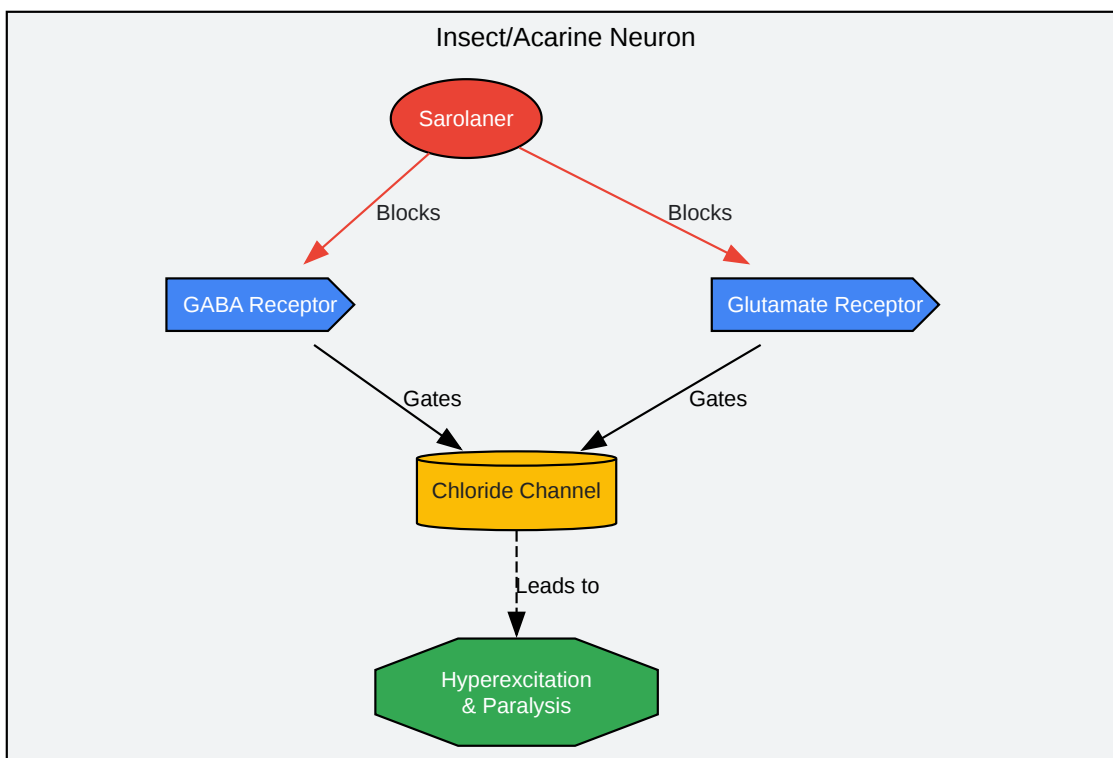 Insect/Acarine Neuron
Sarolaner
Blocks
Blocks
GABA Receptor
Glutamate Receptor
Gates
Gates
Chloride Channel
Leads to
Hyperexcitation
& Paralysis